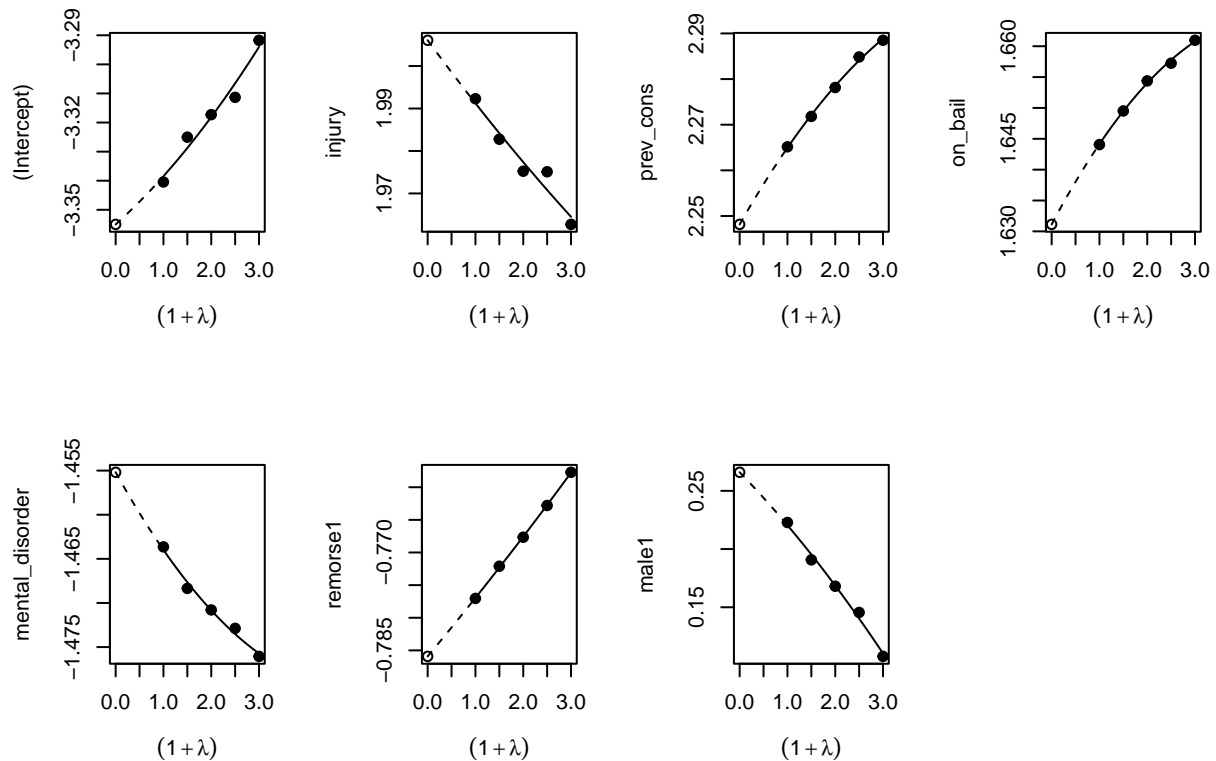 (Intercept)
−3.35
−3.32
−3.29
0.0 1.0 2.0 3.0
(1 + λ)
injury
1.97
1.99
0.0 1.0 2.0 3.0
(1 + λ)
prev_cons
2.25
2.27
2.29
0.0 1.0 2.0 3.0
(1 + λ)
on_bail
1.630
1.645
1.660
0.0 1.0 2.0 3.0
(1 + λ)
mental_disorder
−1.475
−1.465
−1.455
0.0 1.0 2.0 3.0
(1 + λ)
remorse1
−0.785
−0.770
0.0 1.0 2.0 3.0
(1 + λ)
male1
0.15
0.25
0.0 1.0 2.0 3.0
(1 + λ)